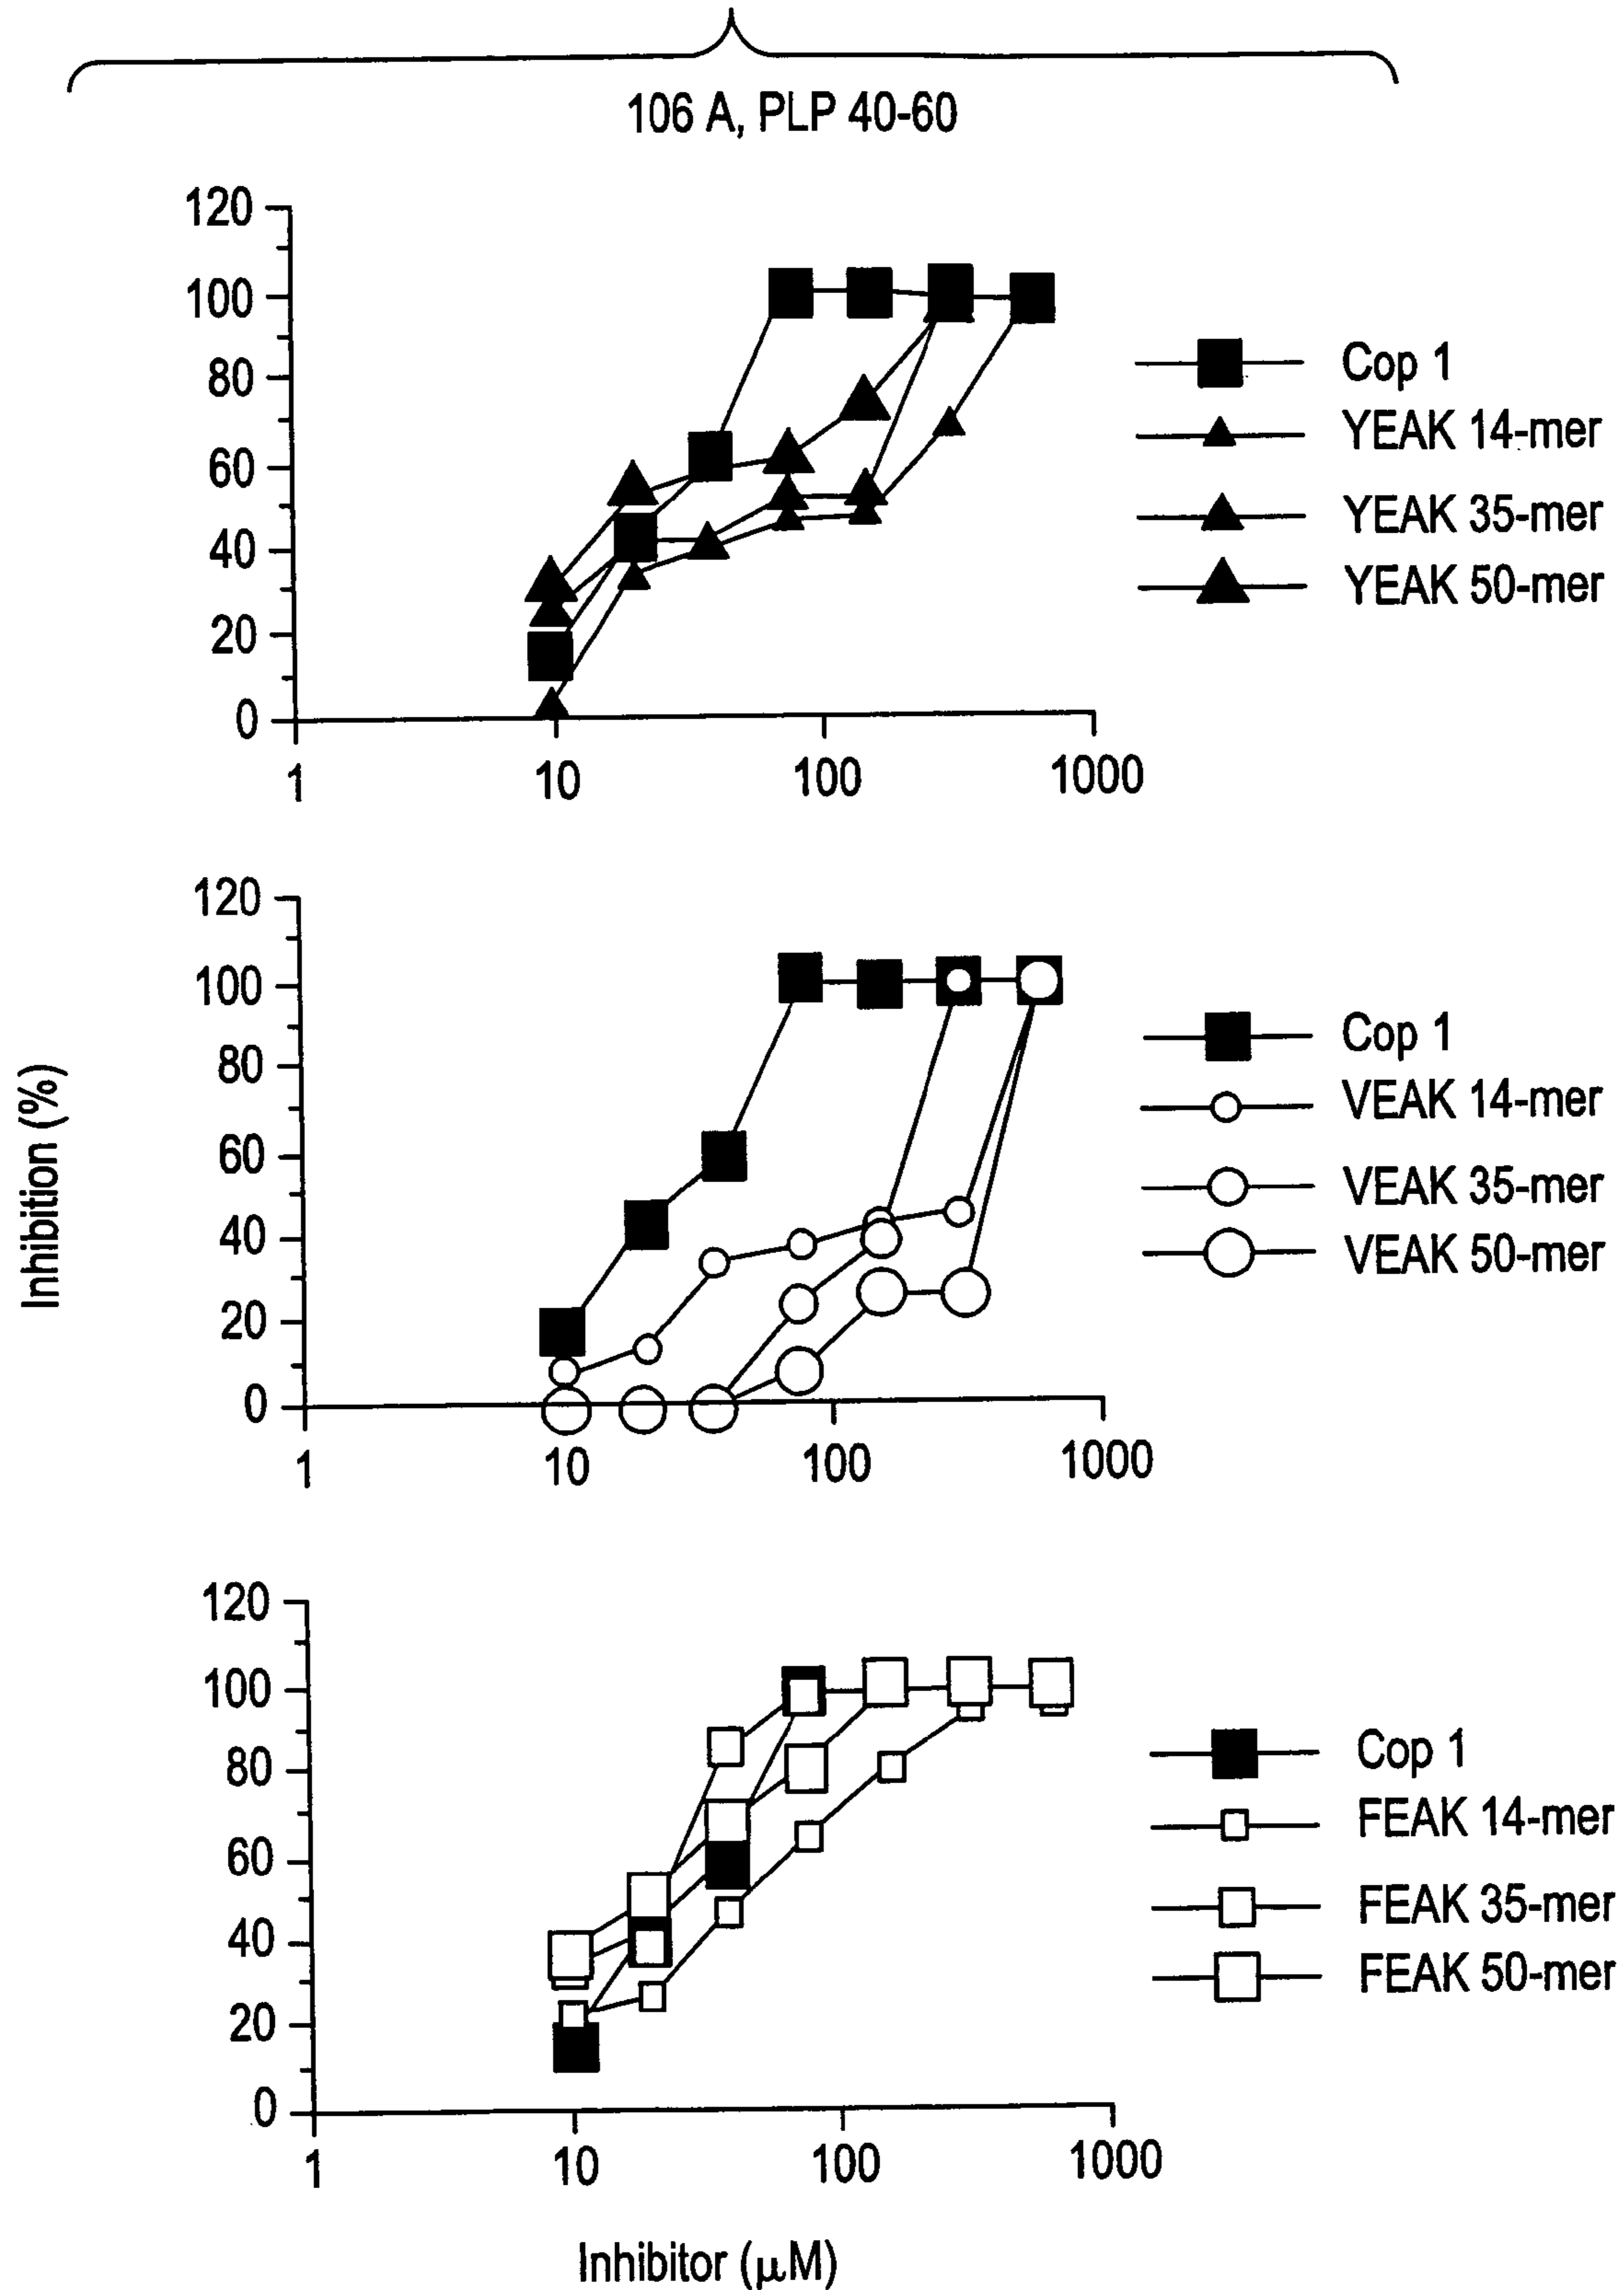 106 A, PLP 40-60
120
100
80
60
40
20
0
1 10 100 1000
Cop 1
YEAK 14-mer
YEAK 35-mer
YEAK 50-mer
Inhibition (%)
120
100
80
60
40
20
0
1 10 100 1000
Cop 1
VEAK 14-mer
VEAK 35-mer
VEAK 50-mer
120
100
80
60
40
20
0
1 10 100 1000
Cop 1
FEAK 14-mer
FEAK 35-mer
FEAK 50-mer
Inhibitor (μM)